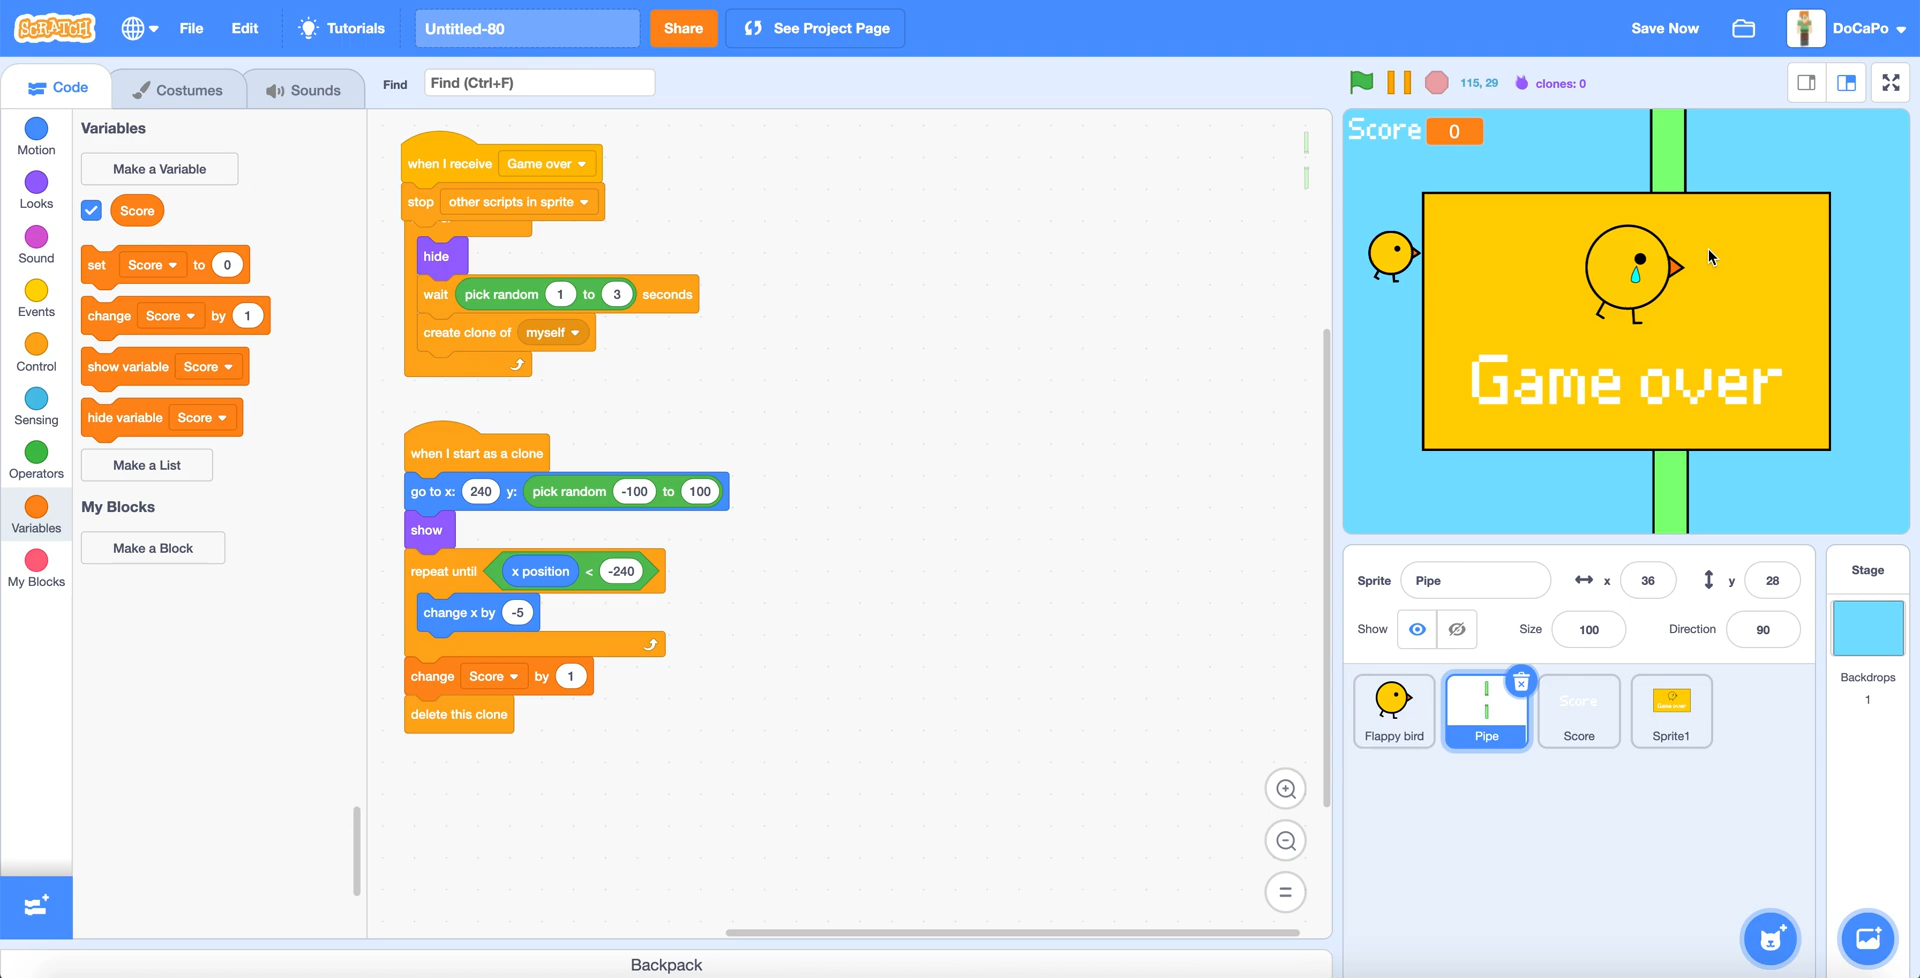 SCRATCH
File
Edit
Tutorials
Untitled-80
Share
See Project Page
Save Now
DoCaPo
Code
Costumes
Sounds
Find
Find (Ctrl+F)
115, 29
clones: 0
Motion
Looks
Sound
Events
Control
Sensing
Operators
Variables
My Blocks
Variables
Make a Variable
Score
set Score to 0
change Score by 1
show variable Score
hide variable Score
Make a List
My Blocks
Make a Block
when I receive Game over
stop other scripts in sprite
hide
wait pick random 1 to 3 seconds
create clone of myself
when I start as a clone
go to x: 240 y: pick random -100 to 100
show
repeat until x position < -240
change x by -5
change Score by 1
delete this clone
Score 0
Game over
Sprite Pipe x 36 y 28
Show Size 100 Direction 90
Flappy bird
Pipe
Score
Score
Game over
Sprite1
Stage
Backdrops
1
Backpack